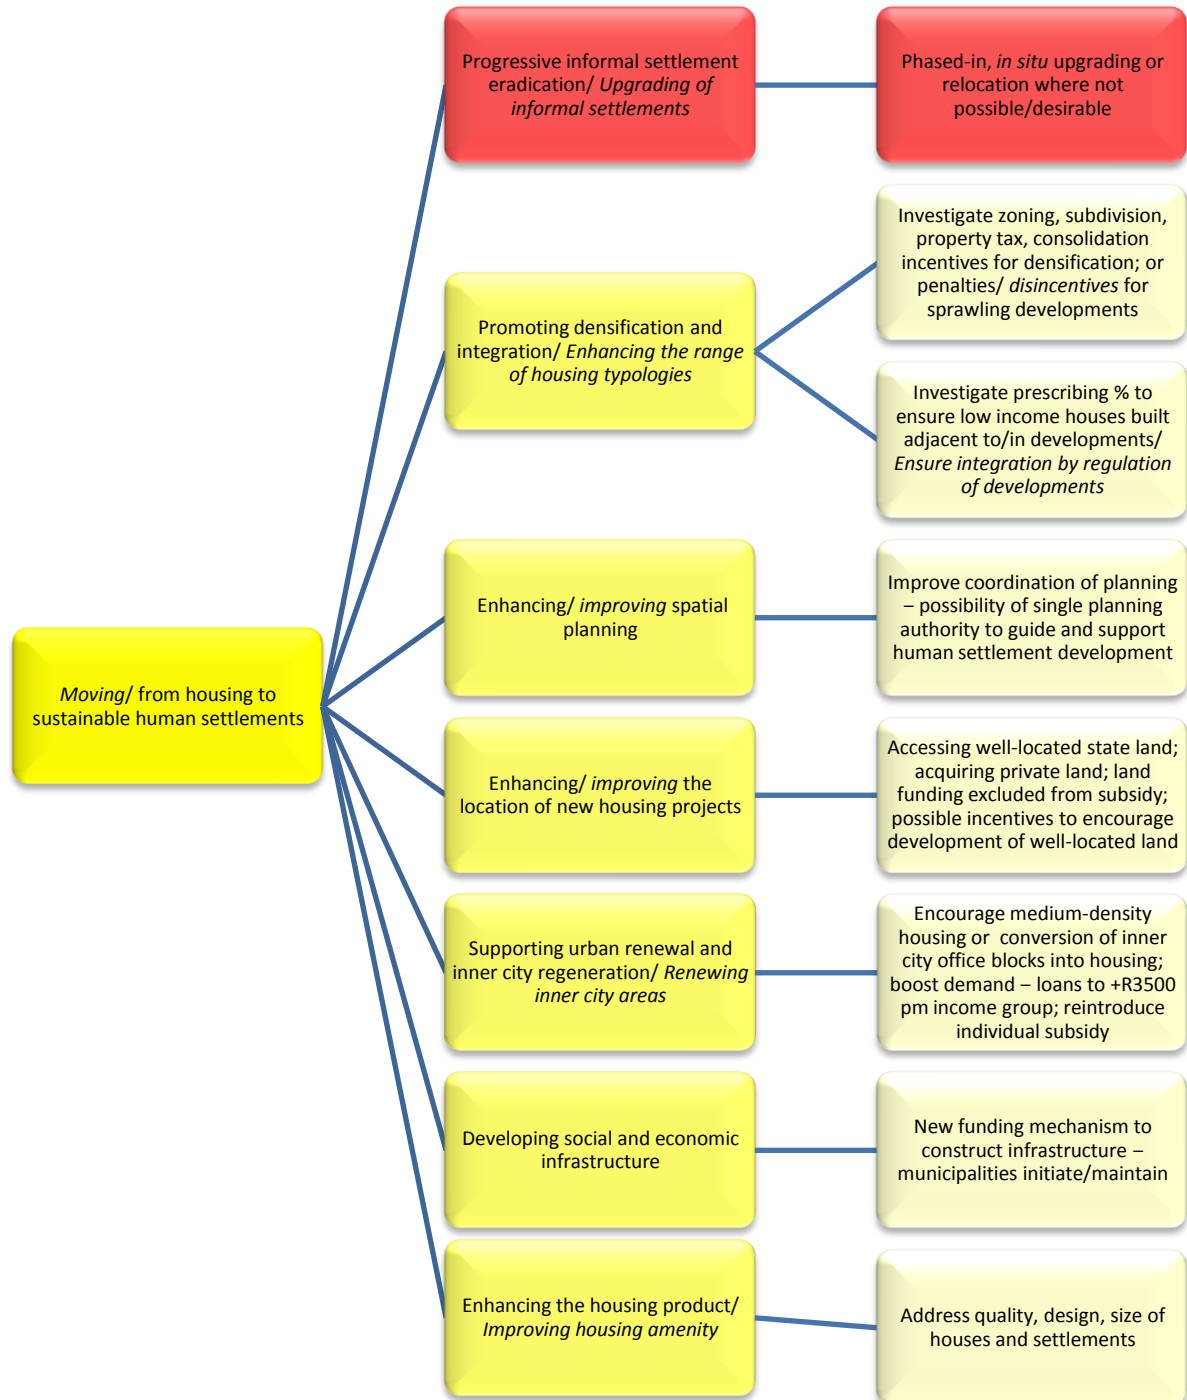 Progressive informal settlement
eradication/ Upgrading of
informal settlements
Phased-in, in situ upgrading or
relocation where not
possible/desirable
Promoting densification and
integration/ Enhancing the range
of housing typologies
Investigate zoning, subdivision,
property tax, consolidation
incentives for densification; or
penalties/ disincentives for
sprawling developments
Investigate prescribing % to
ensure low income houses built
adjacent to/in developments/
Ensure integration by regulation
of developments
Moving/ from housing to
sustainable human settlements
Enhancing/ improving spatial
planning
Improve coordination of planning
– possibility of single planning
authority to guide and support
human settlement development
Enhancing/ improving the
location of new housing projects
Accessing well-located state land;
acquiring private land; land
funding excluded from subsidy;
possible incentives to encourage
development of well-located land
Supporting urban renewal and
inner city regeneration/ Renewing
inner city areas
Encourage medium-density
housing or conversion of inner
city office blocks into housing;
boost demand – loans to +R3500
pm income group; reintroduce
individual subsidy
Developing social and economic
infrastructure
New funding mechanism to
construct infrastructure –
municipalities initiate/maintain
Enhancing the housing product/
Improving housing amenity
Address quality, design, size of
houses and settlements